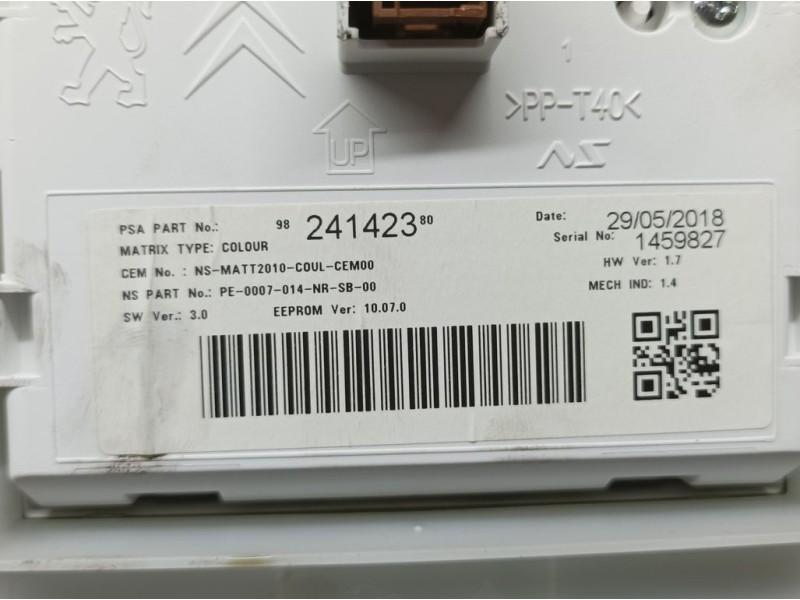 1
>PP-T40<
UP
NS
PSA PART No.: 98 241423 80
Date: 29/05/2018
MATRIX TYPE: COLOUR
Serial No: 1459827
CEM No.: NS-MATT2010-COUL-CEM00
HW Ver: 1.7
NS PART No.: PE-0007-014-NR-SB-00
MECH IND: 1.4
SW Ver.: 3.0 EEPROM Ver: 10.07.0